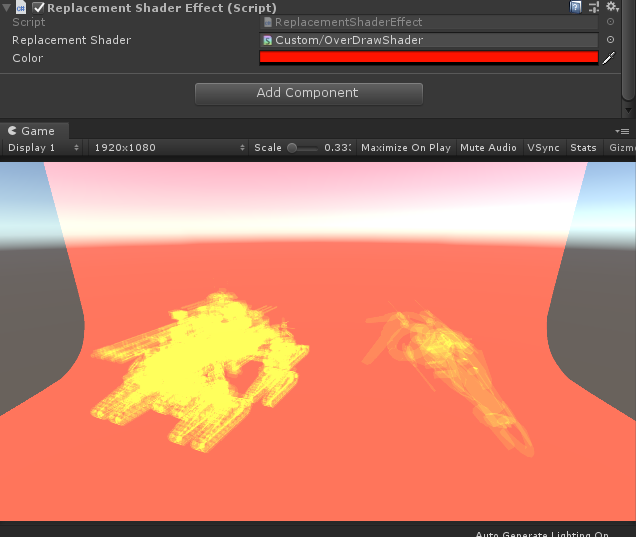 Replacement Shader Effect (Script)
Script ReplacementShaderEffect
Replacement Shader Custom/OverDrawShader
Color
Add Component
Game
Display 1 1920x1080 Scale 0.33 Maximize On Play Mute Audio VSync Stats Gizm
Auto Generate Lighting On